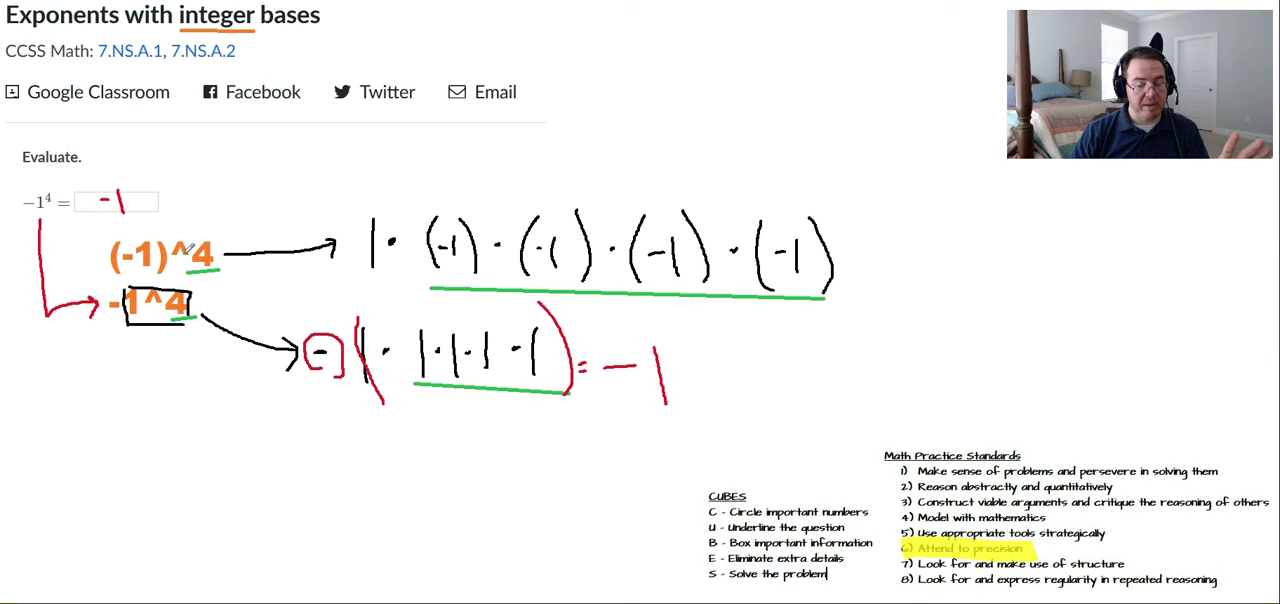 Exponents with integer bases
CCSS Math: 7.NS.A.1, 7.NS.A.2
Google Classroom Facebook Twitter Email
Evaluate.
−1⁴ = -1
(-1)^4 1 · (-1) · (-1) · (-1) · (-1)
-1^4
- (1 · 1·1·1·1) = -1
CUBES
C - Circle important numbers
U - Underline the question
B - Box important information
E - Eliminate extra details
S - Solve the problem
Math Practice Standards
1) Make sense of problems and persevere in solving them
2) Reason abstractly and quantitatively
3) Construct viable arguments and critique the reasoning of others
4) Model with mathematics
5) Use appropriate tools strategically
6) Attend to precision
7) Look for and make use of structure
8) Look for and express regularity in repeated reasoning